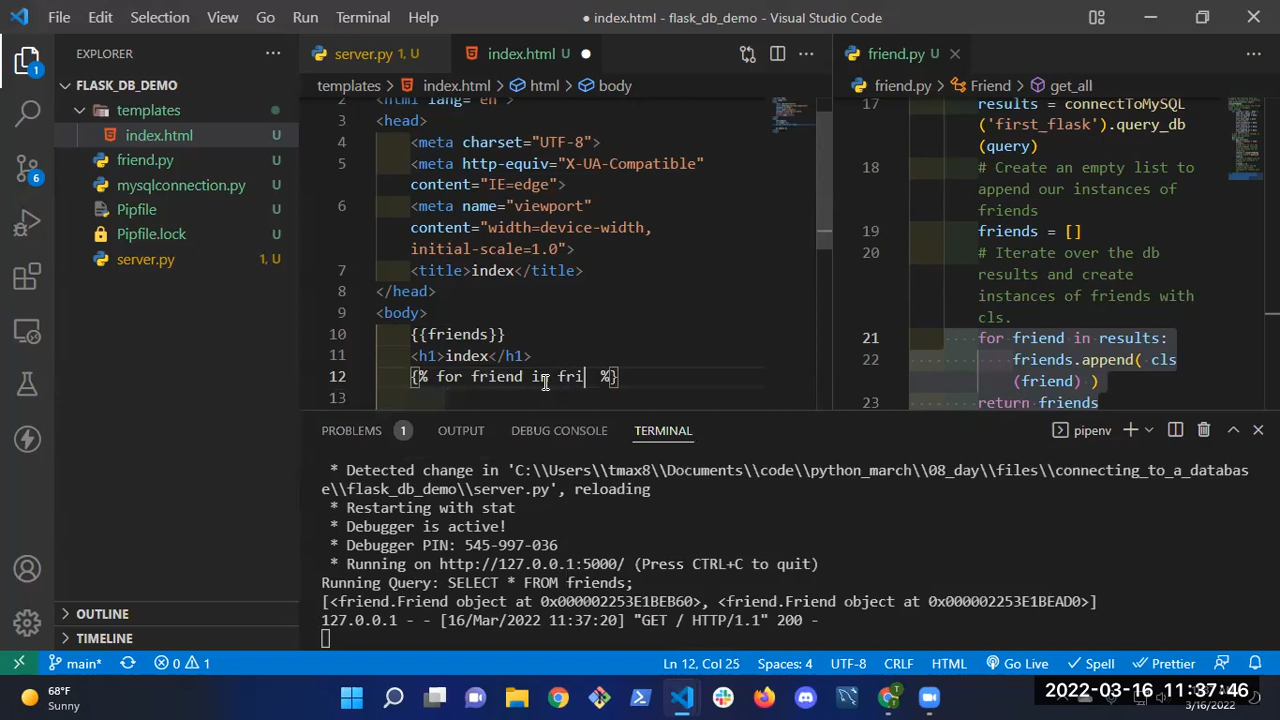 File Edit Selection View Go Run Terminal Help
● index.html - flask_db_demo - Visual Studio Code
EXPLORER
FLASK_DB_DEMO
templates
index.html U
friend.py U
mysqlconnection.py U
Pipfile U
Pipfile.lock U
server.py 1, U
OUTLINE
TIMELINE
1
6
server.py 1, U
index.html U ●
templates > index.html > html > body
2 <html lang="en">
3 <head>
4 <meta charset="UTF-8">
5 <meta http-equiv="X-UA-Compatible"
content="IE=edge">
6 <meta name="viewport"
content="width=device-width,
initial-scale=1.0">
7 <title>index</title>
8 </head>
9 <body>
10 {{friends}}
11 <h1>index</h1>
12 {% for friend in fri  %}
13
friend.py U
friend.py > Friend > get_all
17 results = connectToMySQL
('first_flask').query_db
(query)
18 # Create an empty list to
append our instances of
friends
19 friends = []
20 # Iterate over the db
results and create
instances of friends with
cls.
21 for friend in results:
22 friends.append( cls
(friend) )
23 return friends
PROBLEMS 1 OUTPUT DEBUG CONSOLE TERMINAL
pipenv
* Detected change in 'C:\\Users\\tmax8\\Documents\\code\\python_march\\08_day\\files\\connecting_to_a_databas
e\\flask_db_demo\\server.py', reloading
* Restarting with stat
* Debugger is active!
* Debugger PIN: 545-997-036
* Running on http://127.0.0.1:5000/ (Press CTRL+C to quit)
Running Query: SELECT * FROM friends;
[<friend.Friend object at 0x000002253E1BEB60>, <friend.Friend object at 0x000002253E1BEAD0>]
127.0.0.1 - - [16/Mar/2022 11:37:20] "GET / HTTP/1.1" 200 -
main* 0 1 Ln 12, Col 25 Spaces: 4 UTF-8 CRLF HTML Go Live Spell Prettier
68°F
Sunny
2022-03-16 11:37:46
3/16/2022